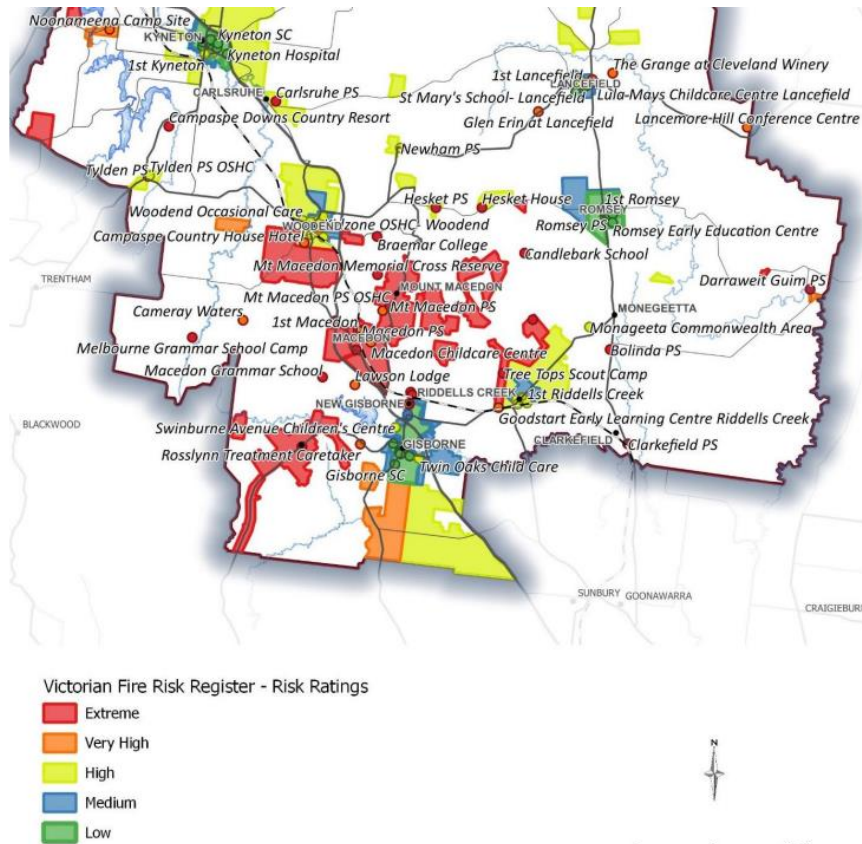 Noonameena Camp Site
KYNETON
Kyneton SC
1st Kyneton
Kyneton Hospital
CARLSRUHE
Carlsruhe PS
Campaspe Downs Country Resort
The Grange at Cleveland Winery
1st Lancefield
LANCEFIELD
St Mary's School- Lancefield
Lula-Mays Childcare Centre Lancefield
Glen Erin at Lancefield
Lancemore-Hill Conference Centre
Newham PS
Tylden PS
Tylden PS OSHC
Woodend Occasional Care
WOODEND
zone OSHC- Woodend
Hesket PS
Hesket House
1st Romsey
ROMSEY
Romsey PS
Romsey Early Education Centre
Campaspe Country House Hotel
Braemar College
Candlebark School
Mt Macedon Memorial Cross Reserve
TRENTHAM
Mt Macedon PS OSHC
MOUNT MACEDON
Darraweit Guim PS
Cameray Waters
Mt Macedon PS
MONEGEETTA
1st Macedon
Macedon PS
MACEDON
Monageeta Commonwealth Area
Melbourne Grammar School Camp
Macedon Childcare Centre
Bolinda PS
Macedon Grammar School
Lawson Lodge
Tree Tops Scout Camp
RIDDELLS CREEK
1st Riddells Creek
NEW GISBORNE
Goodstart Early Learning Centre Riddells Creek
BLACKWOOD
Swinburne Avenue Children's Centre
GISBORNE
CLARKEFIELD
Clarkefield PS
Rosslynn Treatment Caretaker
Gisborne SC
Twin Oaks Child Care
SUNBURY
GOONAWARRA
CRAIGIEBURN
Victorian Fire Risk Register - Risk Ratings
Extreme
Very High
High
Medium
Low
N